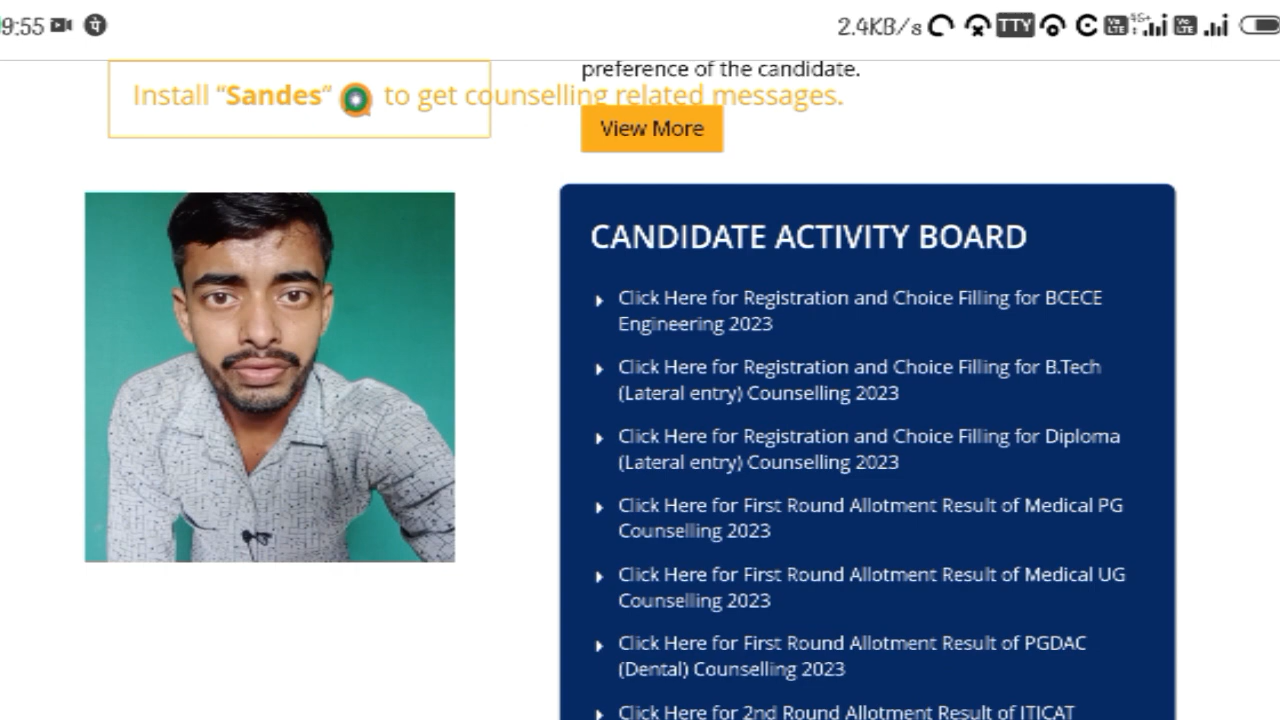 9:55 पे 2.4KB/s TTY Vo LTE 4G+ Vo LTE
preference of the candidate.
Install “Sandes” to get counselling related messages.
View More
CANDIDATE ACTIVITY BOARD
Click Here for Registration and Choice Filling for BCECE
Engineering 2023
Click Here for Registration and Choice Filling for B.Tech
(Lateral entry) Counselling 2023
Click Here for Registration and Choice Filling for Diploma
(Lateral entry) Counselling 2023
Click Here for First Round Allotment Result of Medical PG
Counselling 2023
Click Here for First Round Allotment Result of Medical UG
Counselling 2023
Click Here for First Round Allotment Result of PGDAC
(Dental) Counselling 2023
Click Here for 2nd Round Allotment Result of ITICAT